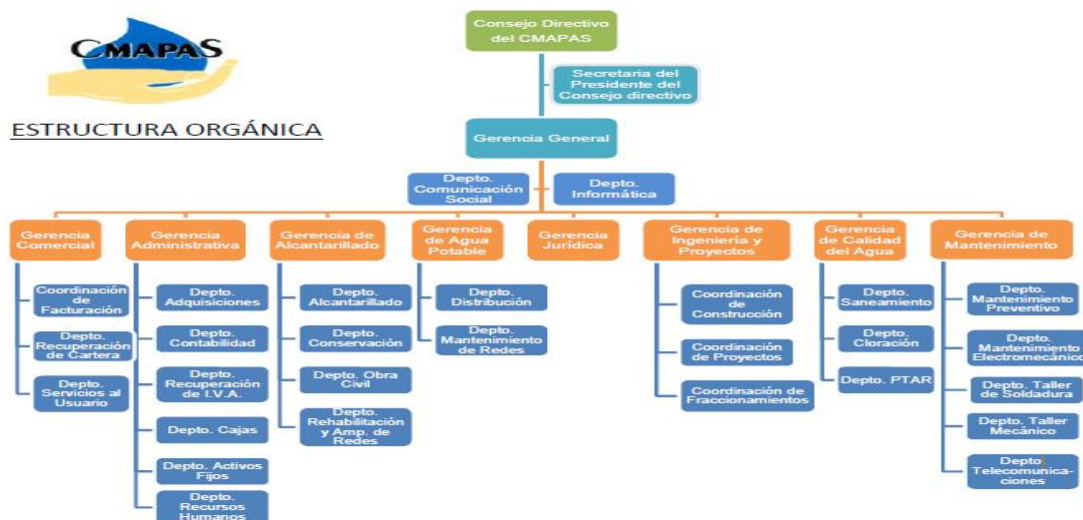 CMAPAS
ESTRUCTURA ORGÁNICA
Consejo Directivo
del CMAPAS
Secretaria del
Presidente del
Consejo directivo
Gerencia General
Depto.
Comunicación
Social
Depto.
Informática
Gerencia
Comercial
Coordinación
de
Facturación
Depto.
Recuperación
de Cartera
Depto.
Servicios al
Usuario
Gerencia
Administrativa
Depto.
Adquisiciones
Depto.
Contabilidad
Depto.
Recuperación
de I.V.A.
Depto. Cajas
Depto. Activos
Fijos
Depto.
Recursos
Humanos
Gerencia de
Alcantarillado
Depto.
Alcantarillado
Depto.
Conservación
Depto. Obra
Civil
Depto.
Rehabilitación
y Amp. de
Redes
Gerencia
de Agua
Potable
Depto.
Distribución
Depto.
Mantenimiento
de Redes
Gerencia
Jurídica
Gerencia de
Ingeniería y
Proyectos
Coordinación
de
Construcción
Coordinación
de Proyectos
Coordinación de
Fraccionamientos
Gerencia
de Calidad
del Agua
Depto.
Saneamiento
Depto.
Cloración
Depto. PTAR
Gerencia de
Mantenimiento
Depto.
Mantenimiento
Preventivo
Depto.
Mantenimiento
Electromecánico
Depto. Taller
de Soldadura
Depto. Taller
Mecánico
Depto.
Telecomunica-
ciones